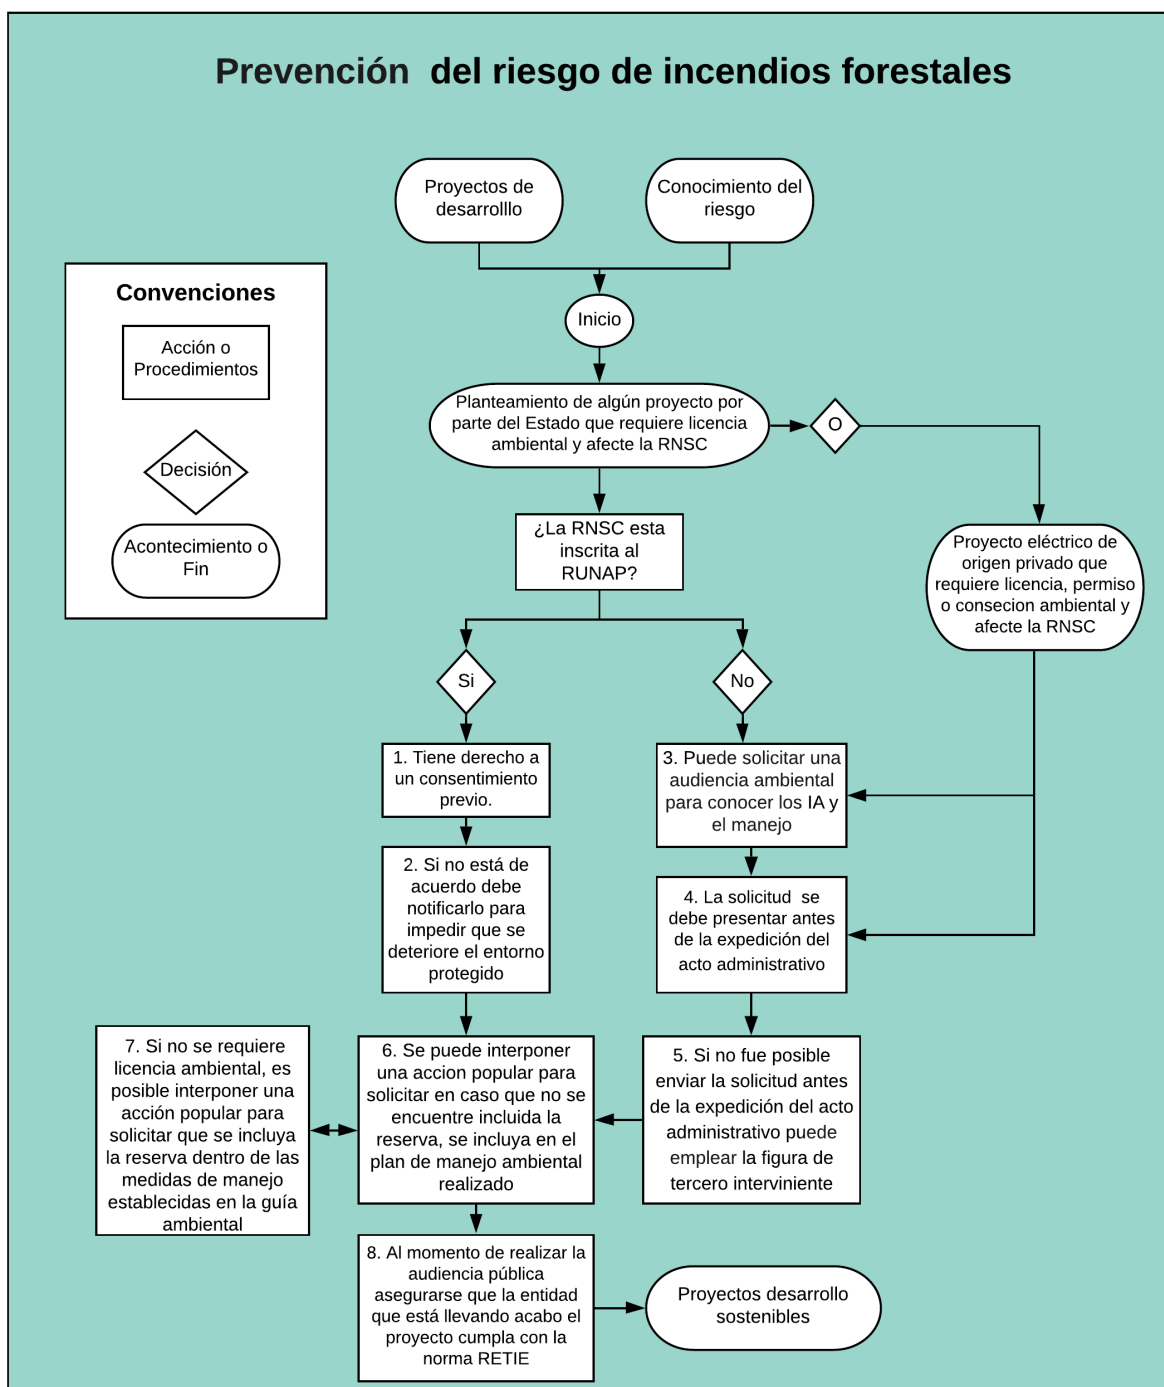 Prevención  del riesgo de incendios forestales
Proyectos de
desarrolllo
Conocimiento del
riesgo
Convenciones
Acción o
Procedimientos
Decisión
Acontecimiento o
Fin
Inicio
Planteamiento de algún proyecto por
parte del Estado que requiere licencia
ambiental y afecte la RNSC
O
¿La RNSC esta
inscrita al
RUNAP?
Proyecto eléctrico de
origen privado que
requiere licencia, permiso
o consecion ambiental y
afecte la RNSC
Si
No
1. Tiene derecho a
un consentimiento
previo.
3. Puede solicitar una
audiencia ambiental
para conocer los IA y
el manejo
2. Si no está de
acuerdo debe
notificarlo para
impedir que se
deteriore el entorno
protegido
4. La solicitud  se
debe presentar antes
de la expedición del
acto administrativo
7. Si no se requiere
licencia ambiental, es
posible interponer una
acción popular para
solicitar que se incluya
la reserva dentro de las
medidas de manejo
establecidas en la guía
ambiental
6. Se puede interponer
una accion popular para
solicitar en caso que no se
encuentre incluida la
reserva, se incluya en el
plan de manejo ambiental
realizado
5. Si no fue posible
enviar la solicitud antes
de la expedición del acto
administrativo puede
emplear la figura de
tercero interviniente
8. Al momento de realizar la
audiencia pública
asegurarse que la entidad
que está llevando acabo el
proyecto cumpla con la
norma RETIE
Proyectos desarrollo
sostenibles